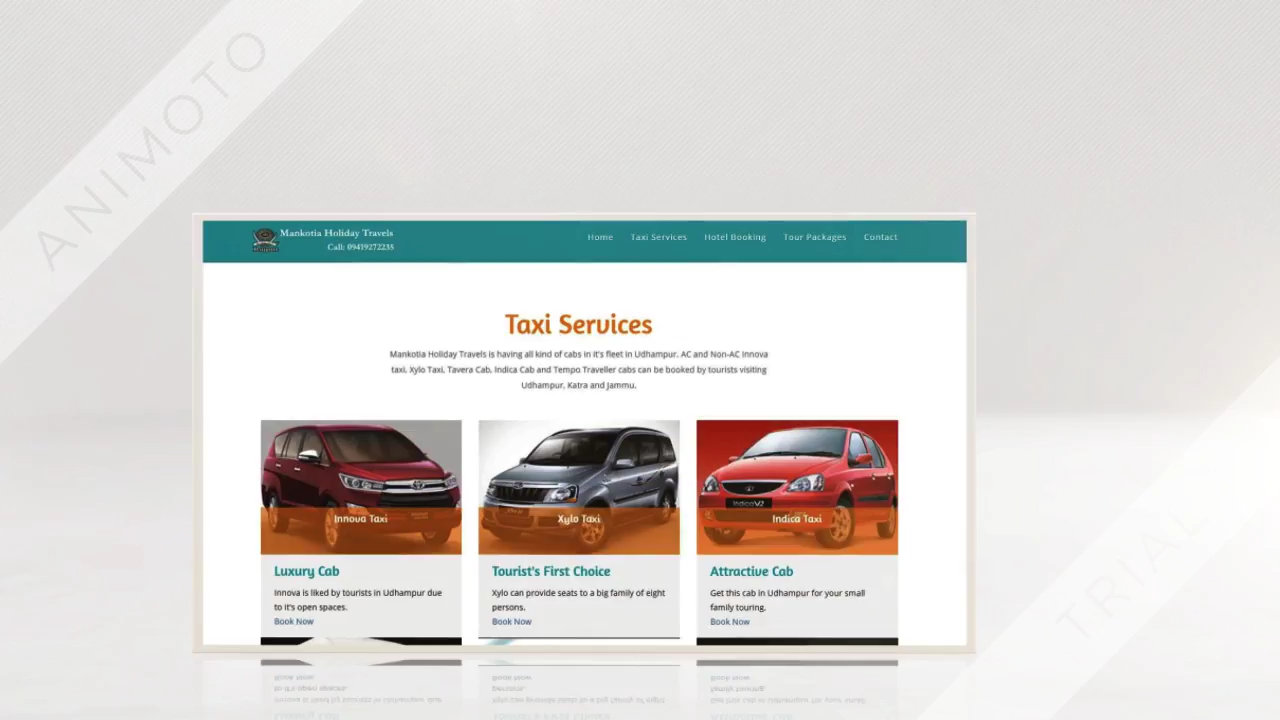 ANIMOTO
Mankotia Holiday Travels
Call: 09419272235
Home Taxi Services Hotel Booking Tour Packages Contact
Taxi Services
Mankotia Holiday Travels is having all kind of cabs in it's fleet in Udhampur. AC and Non-AC Innova
taxi, Xylo Taxi, Tavera Cab, Indica Cab and Tempo Traveller cabs can be booked by tourists visiting
Udhampur, Katra and Jammu.
Innova Taxi
Xylo Taxi
IndicaV2
Indica Taxi
Luxury Cab
Innova is liked by tourists in Udhampur due
to it's open spaces.
Book Now
Tourist's First Choice
Xylo can provide seats to a big family of eight
persons.
Book Now
Attractive Cab
Get this cab in Udhampur for your small
family touring.
Book Now
TRIAL